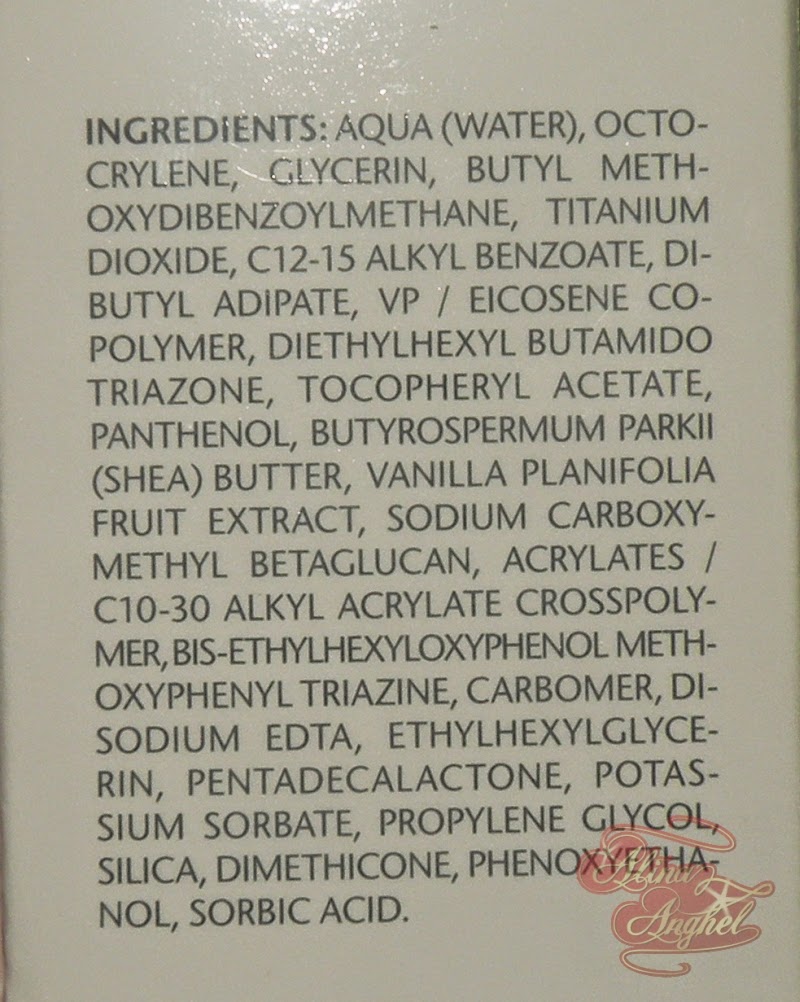 INGREDIENTS: AQUA (WATER), OCTO-
CRYLENE, GLYCERIN, BUTYL METH-
OXYDIBENZOYLMETHANE, TITANIUM
DIOXIDE, C12-15 ALKYL BENZOATE, DI-
BUTYL ADIPATE, VP / EICOSENE CO-
POLYMER, DIETHYLHEXYL BUTAMIDO
TRIAZONE, TOCOPHERYL ACETATE,
PANTHENOL, BUTYROSPERMUM PARKII
(SHEA) BUTTER, VANILLA PLANIFOLIA
FRUIT EXTRACT, SODIUM CARBOXY-
METHYL BETAGLUCAN, ACRYLATES /
C10-30 ALKYL ACRYLATE CROSSPOLY-
MER, BIS-ETHYLHEXYLOXYPHENOL METH-
OXYPHENYL TRIAZINE, CARBOMER, DI-
SODIUM EDTA, ETHYLHEXYLGLYCE-
RIN, PENTADECALACTONE, POTAS-
SIUM SORBATE, PROPYLENE GLYCOL,
SILICA, DIMETHICONE, PHENOXYETHA-
NOL, SORBIC ACID.
Alina
Anghel